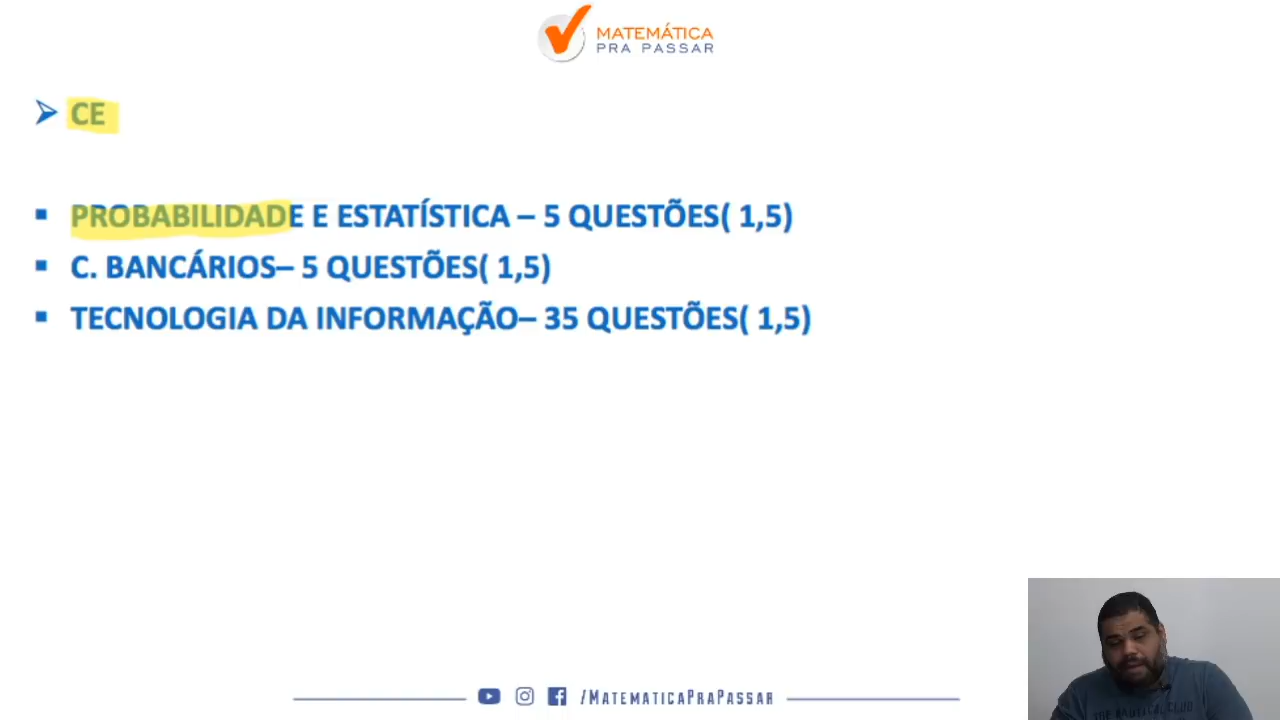 MATEMÁTICA
PRA PASSAR
CE
PROBABILIDADE E ESTATÍSTICA – 5 QUESTÕES( 1,5)
C. BANCÁRIOS– 5 QUESTÕES( 1,5)
TECNOLOGIA DA INFORMAÇÃO– 35 QUESTÕES( 1,5)
/MATEMATICAPRAPASSAR